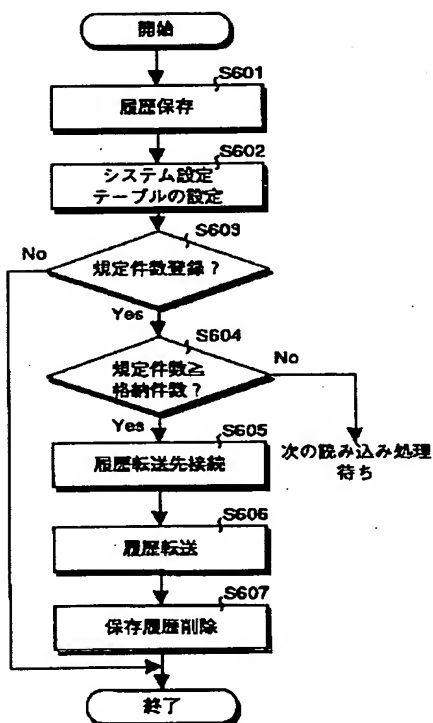 開始
S601
履歴保存
S602
システム設定
テーブルの設定
S603
規定件数登録？
No
Yes
S604
規定件数≧
格納件数？
No
Yes
S605
履歴転送先接続
次の読み込み処理
待ち
S606
履歴転送
S607
保存履歴削除
終了